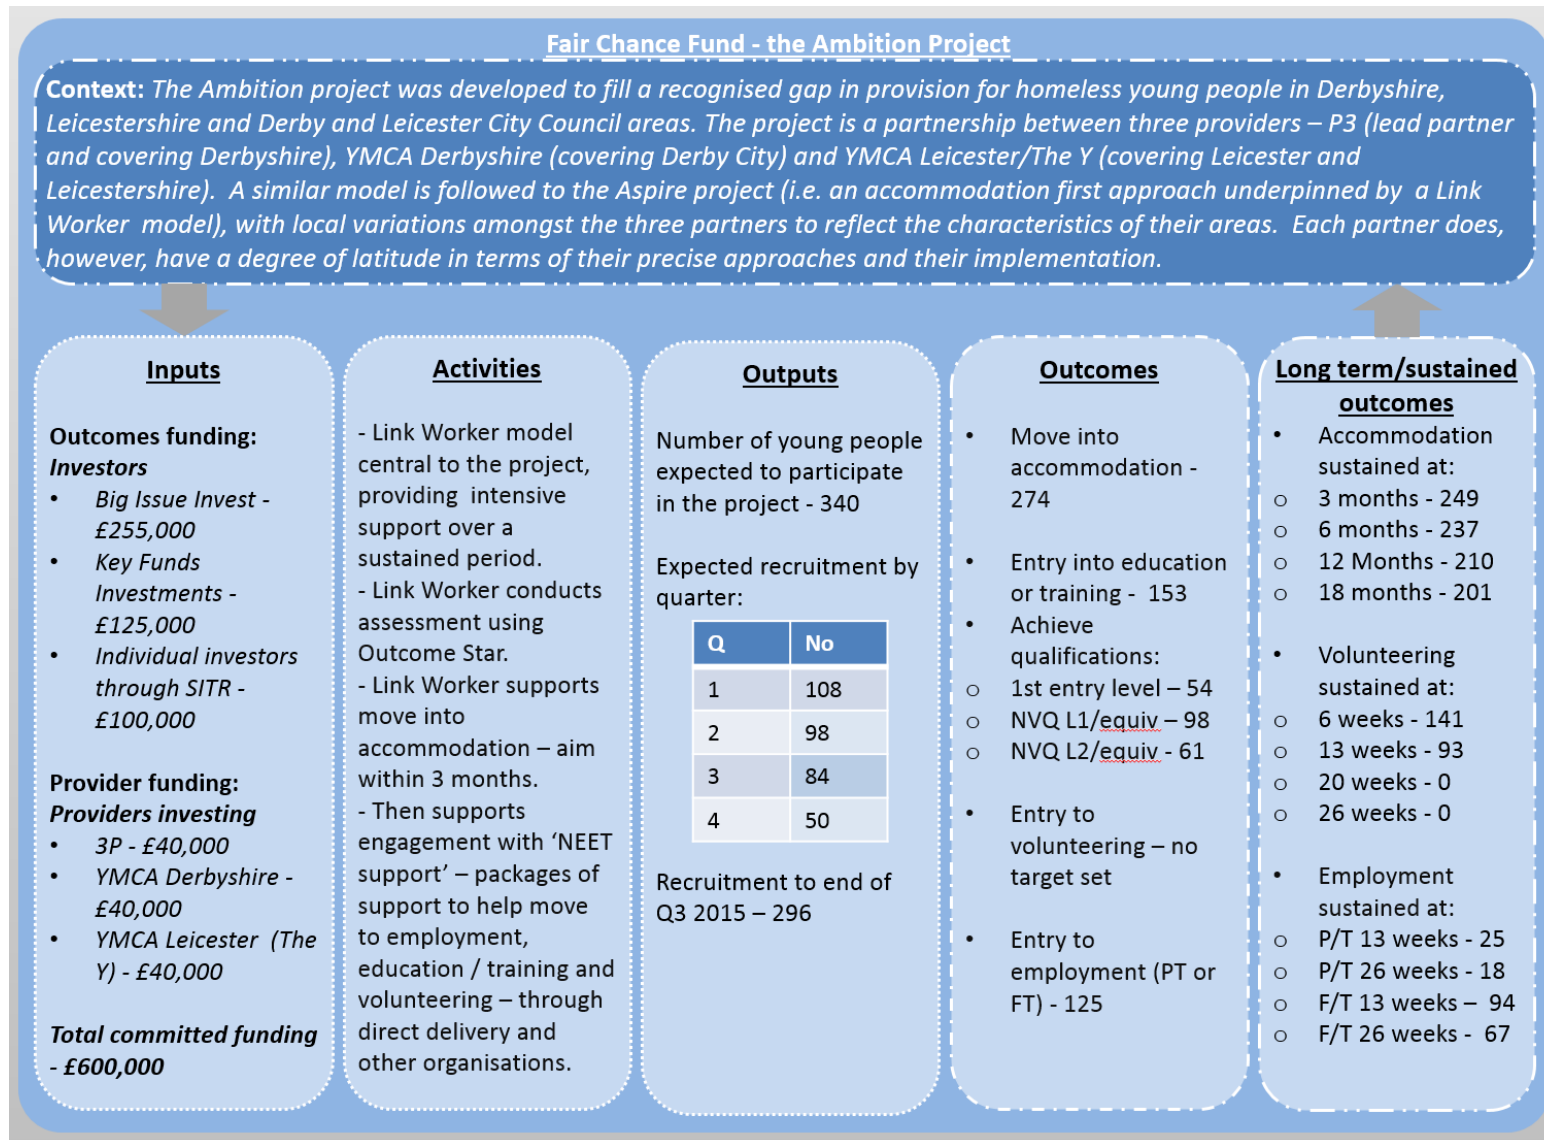 Fair Chance Fund - the Ambition Project
Context: The Ambition project was developed to fill a recognised gap in provision for homeless young people in Derbyshire,
Leicestershire and Derby and Leicester City Council areas. The project is a partnership between three providers – P3 (lead partner
and covering Derbyshire), YMCA Derbyshire (covering Derby City) and YMCA Leicester/The Y (covering Leicester and
Leicestershire). A similar model is followed to the Aspire project (i.e. an accommodation first approach underpinned by a Link
Worker model), with local variations amongst the three partners to reflect the characteristics of their areas. Each partner does,
however, have a degree of latitude in terms of their precise approaches and their implementation.
Inputs
Outcomes funding:
Investors
• Big Issue Invest -
£255,000
• Key Funds
Investments -
£125,000
• Individual investors
through SITR -
£100,000
Provider funding:
Providers investing
• 3P - £40,000
• YMCA Derbyshire -
£40,000
• YMCA Leicester (The
Y) - £40,000
Total committed funding
- £600,000
Activities
- Link Worker model
central to the project,
providing intensive
support over a
sustained period.
- Link Worker conducts
assessment using
Outcome Star.
- Link Worker supports
move into
accommodation – aim
within 3 months.
- Then supports
engagement with ‘NEET
support’ – packages of
support to help move
to employment,
education / training and
volunteering – through
direct delivery and
other organisations.
Outputs
Number of young people
expected to participate
in the project - 340
Expected recruitment by
quarter:
Q No
1 108
2 98
3 84
4 50
Recruitment to end of
Q3 2015 – 296
Outcomes
• Move into
accommodation -
274
• Entry into education
or training - 153
• Achieve
qualifications:
o 1st entry level – 54
o NVQ L1/equiv – 98
o NVQ L2/equiv - 61
• Entry to
volunteering – no
target set
• Entry to
employment (PT or
FT) - 125
Long term/sustained
outcomes
• Accommodation
sustained at:
o 3 months - 249
o 6 months - 237
o 12 Months - 210
o 18 months - 201
• Volunteering
sustained at:
o 6 weeks - 141
o 13 weeks - 93
o 20 weeks - 0
o 26 weeks - 0
• Employment
sustained at:
o P/T 13 weeks - 25
o P/T 26 weeks - 18
o F/T 13 weeks – 94
o F/T 26 weeks - 67